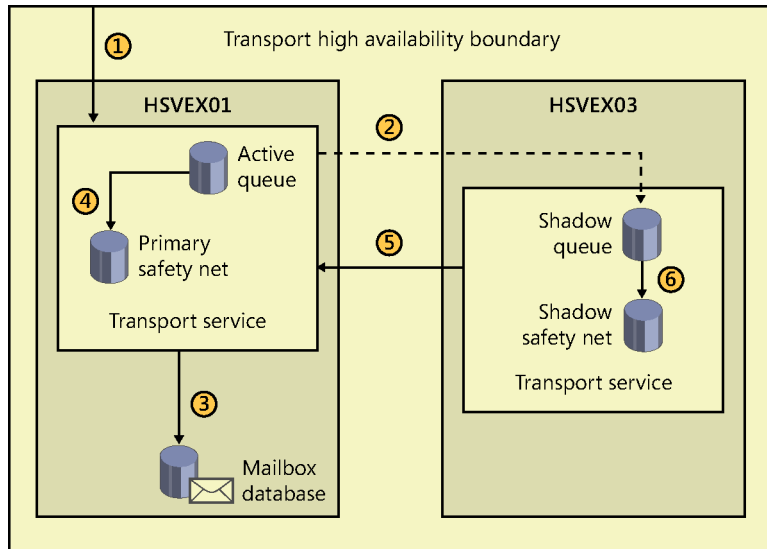 Transport high availability boundary
1
HSVEX01
HSVEX03
2
Active
queue
4
Primary
safety net
Transport service
5
Shadow
queue
6
Shadow
safety net
Transport service
3
Mailbox
database